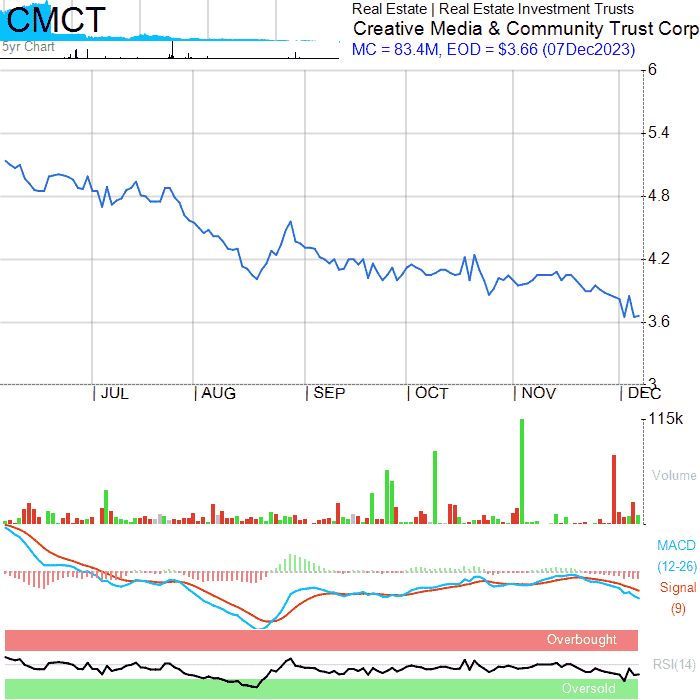 CMCT
5yr Chart
Real Estate | Real Estate Investment Trusts
Creative Media & Community Trust Corp
MC = 83.4M, EOD = $3.66 (07Dec2023)
6
5.4
4.8
4.2
3.6
3
JUL AUG SEP OCT NOV DEC
115k
Volume
MACD
(12-26)
Signal
(9)
Overbought
RSI(14)
Oversold